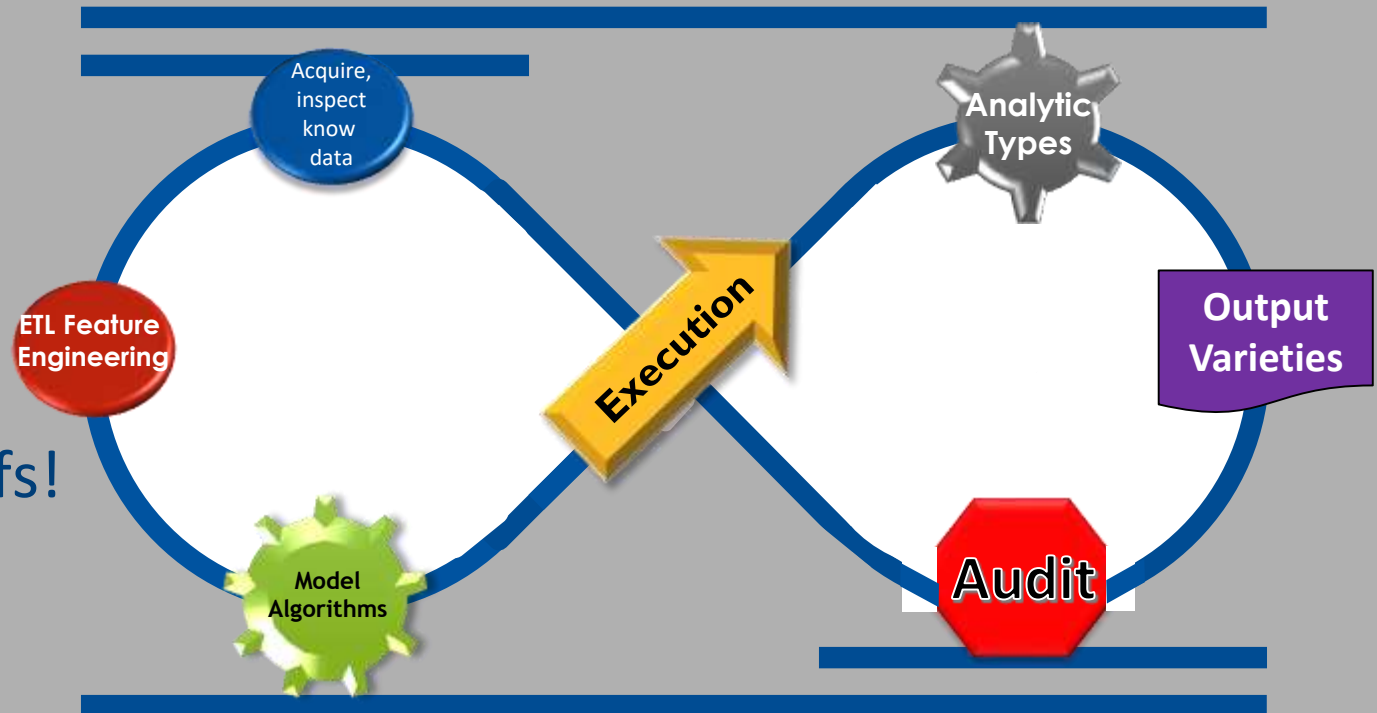 Acquire,
inspect
know
data
Analytic
Types
ETL Feature
Engineering
Execution
Output
Varieties
fs!
Model
Algorithms
Audit